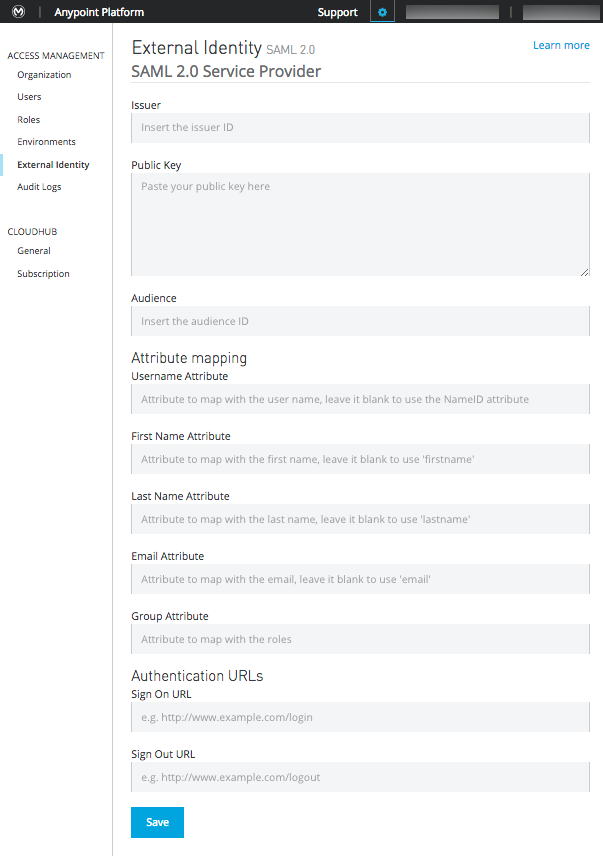 Anypoint Platform
Support
ACCESS MANAGEMENT
Organization
Users
Roles
Environments
External Identity
Audit Logs
CLOUDHUB
General
Subscription
External Identity SAML 2.0
Learn more
SAML 2.0 Service Provider
Issuer
Insert the issuer ID
Public Key
Paste your public key here
Audience
Insert the audience ID
Attribute mapping
Username Attribute
Attribute to map with the user name, leave it blank to use the NameID attribute
First Name Attribute
Attribute to map with the first name, leave it blank to use 'firstname'
Last Name Attribute
Attribute to map with the last name, leave it blank to use 'lastname'
Email Attribute
Attribute to map with the email, leave it blank to use 'email'
Group Attribute
Attribute to map with the roles
Authentication URLs
Sign On URL
e.g. http://www.example.com/login
Sign Out URL
e.g. http://www.example.com/logout
Save